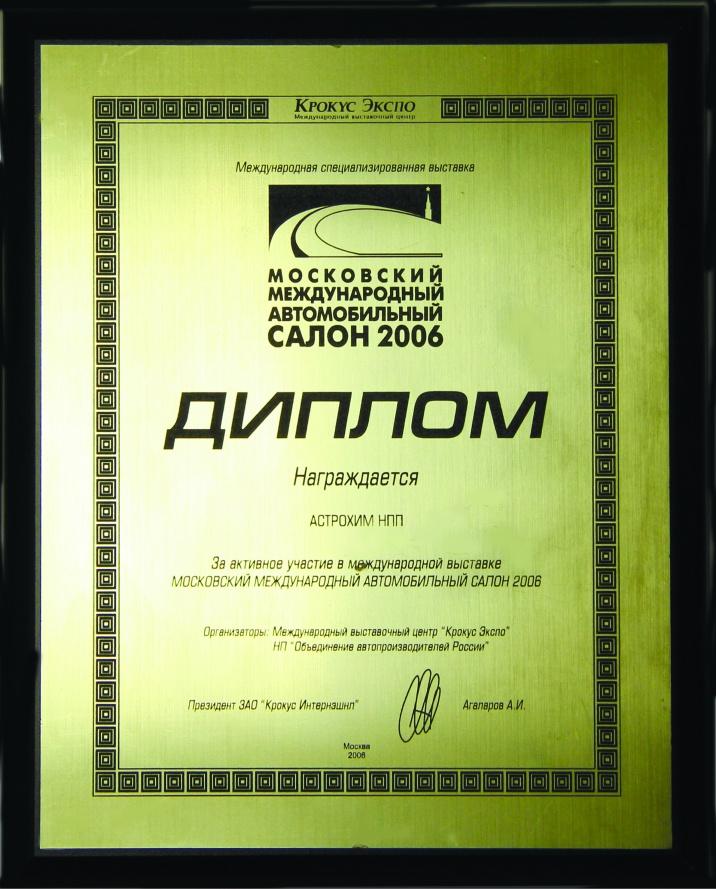 КРОКУС ЭКСПО
Международный выставочный центр
Международная специализированная выставка
МОСКОВСКИЙ
МЕЖДУНАРОДНЫЙ
АВТОМОБИЛЬНЫЙ
САЛОН 2006
ДИПЛОМ
Награждается
АСТРОХИМ НПП
За активное участие в международной выставке
МОСКОВСКИЙ МЕЖДУНАРОДНЫЙ АВТОМОБИЛЬНЫЙ САЛОН 2006
Организаторы: Международный выставочный центр "Крокус Экспо"
НП "Объединение автопроизводителей России"
Президент ЗАО "Крокус Интернэшнл" Агаларов А.И.
Москва
2006